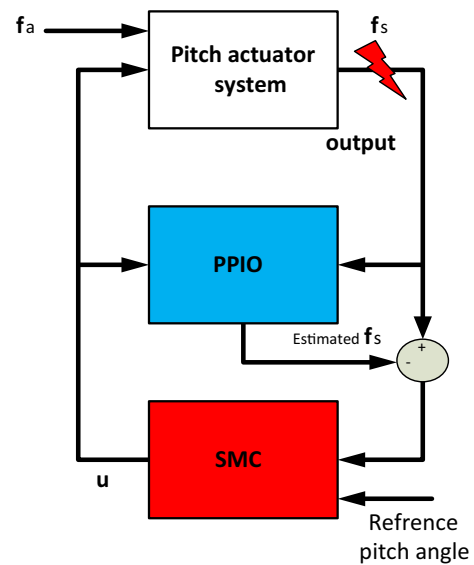 fa
fs
Pitch actuator
system
output
PPIO
Estimated fs
+
-
SMC
u
Refrence
pitch angle